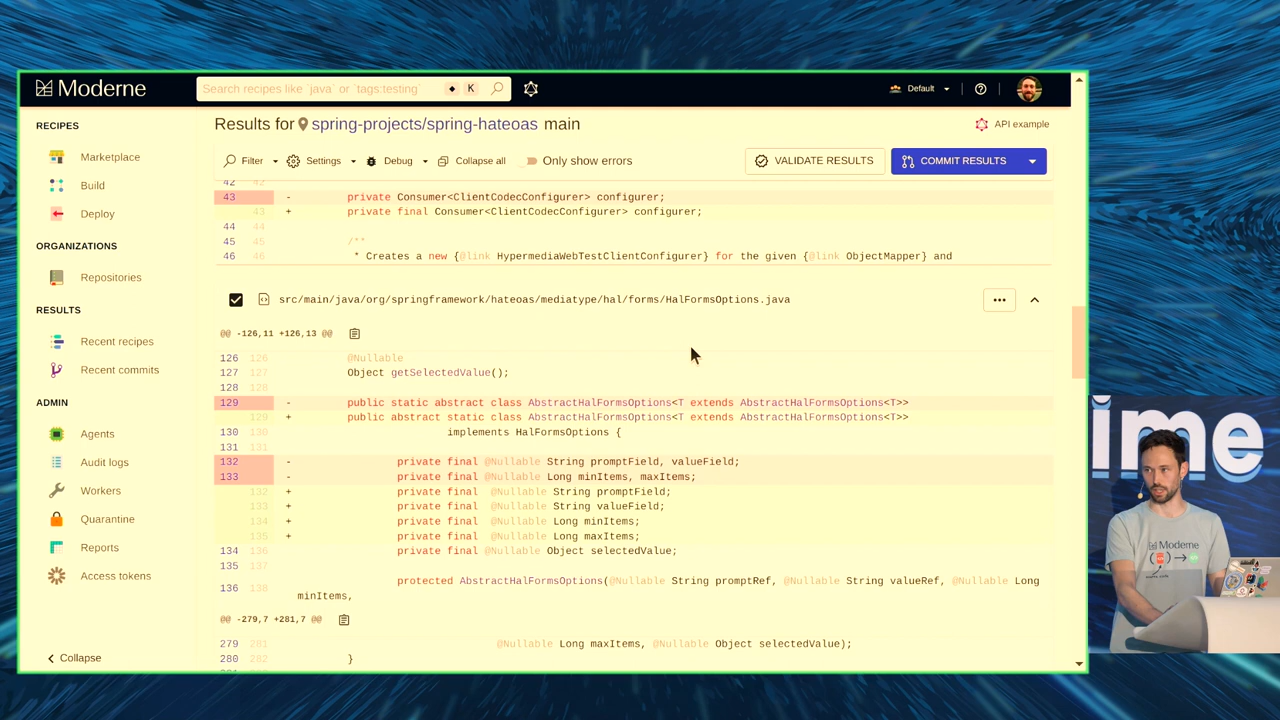 Moderne
Search recipes like `java` or `tags:testing`
K
Default
RECIPES
Marketplace
Build
Deploy
ORGANIZATIONS
Repositories
RESULTS
Recent recipes
Recent commits
ADMIN
Agents
Audit logs
Workers
Quarantine
Reports
Access tokens
Collapse
Results for spring-projects/spring-hateoas main
API example
Filter Settings Debug Collapse all Only show errors
VALIDATE RESULTS
COMMIT RESULTS
42 42
43 - private Consumer<ClientCodecConfigurer> configurer;
43 + private final Consumer<ClientCodecConfigurer> configurer;
44 44
45 45 /**
46 46 * Creates a new {@link HypermediaWebTestClientConfigurer} for the given {@link ObjectMapper} and
src/main/java/org/springframework/hateoas/mediatype/hal/forms/HalFormsOptions.java
@@ -126,11 +126,13 @@
126 126 @Nullable
127 127 Object getSelectedValue();
128 128
129 - public static abstract class AbstractHalFormsOptions<T extends AbstractHalFormsOptions<T>>
129 + public abstract static class AbstractHalFormsOptions<T extends AbstractHalFormsOptions<T>>
130 130 implements HalFormsOptions {
131 131
132 - private final @Nullable String promptField, valueField;
133 - private final @Nullable Long minItems, maxItems;
132 + private final  @Nullable String promptField;
133 + private final  @Nullable String valueField;
134 + private final  @Nullable Long minItems;
135 + private final  @Nullable Long maxItems;
134 136 private final @Nullable Object selectedValue;
135 137
136 138 protected AbstractHalFormsOptions(@Nullable String promptRef, @Nullable String valueRef, @Nullable Long
minItems,
@@ -279,7 +281,7 @@
279 281 @Nullable Long maxItems, @Nullable Object selectedValue);
280 282 }
ime
Moderne